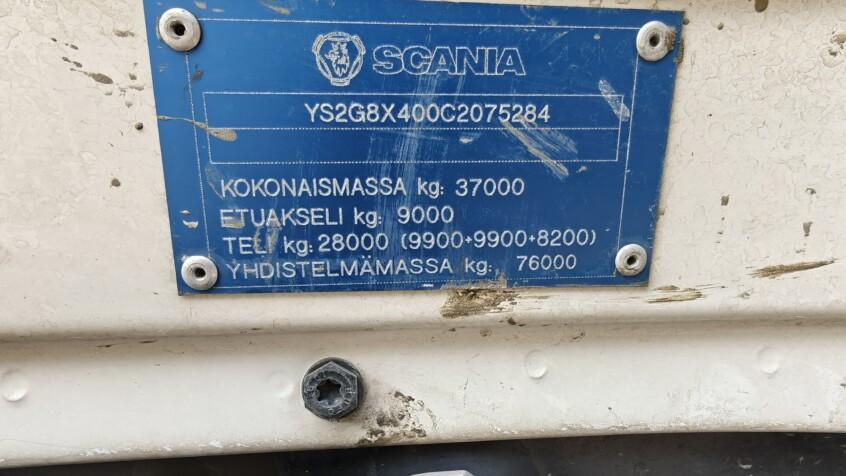 SCANIA
YS2G8X400C2075284
KOKONAISMASSA kg: 37000
ETUAKSELI kg: 9000
TELI kg: 28000 (9900+9900+8200)
YHDISTELMÄMASSA kg: 76000